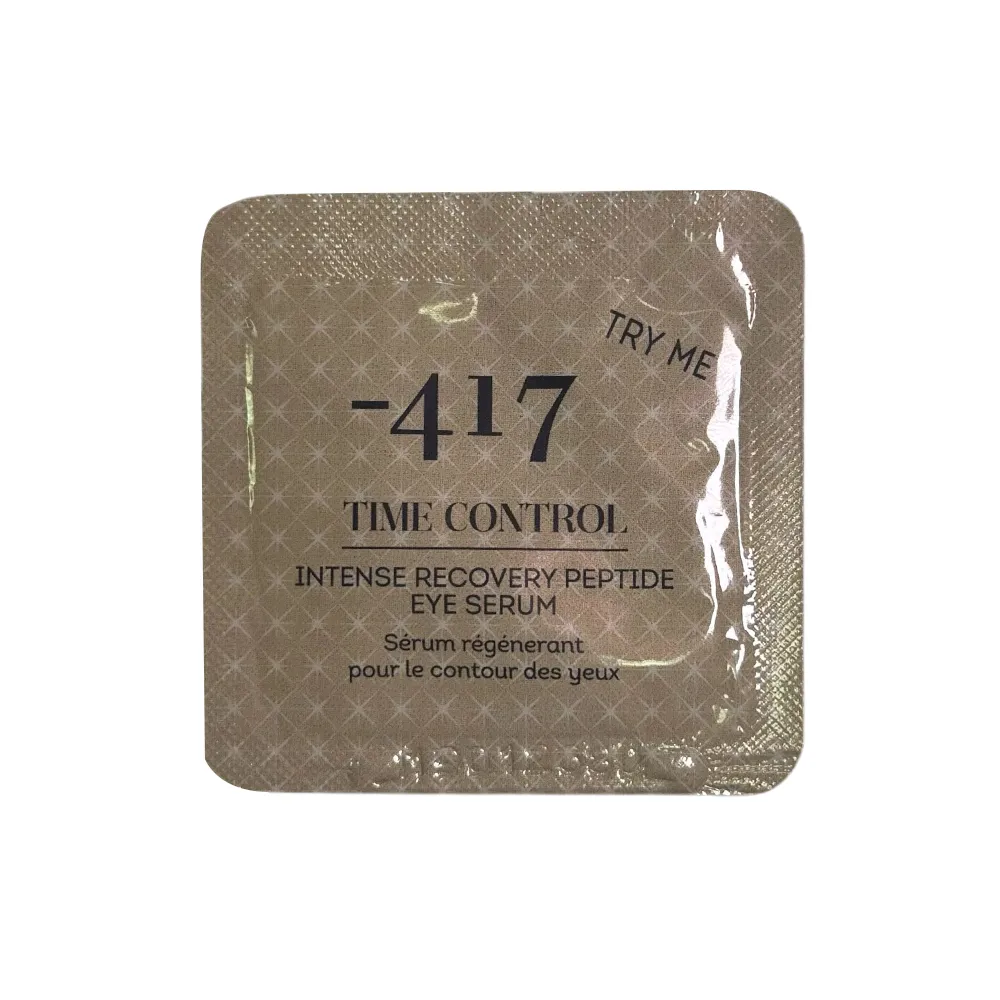 TRY ME
-417
TIME CONTROL
INTENSE RECOVERY PEPTIDE
EYE SERUM
Sérum régénerant
pour le contour des yeux